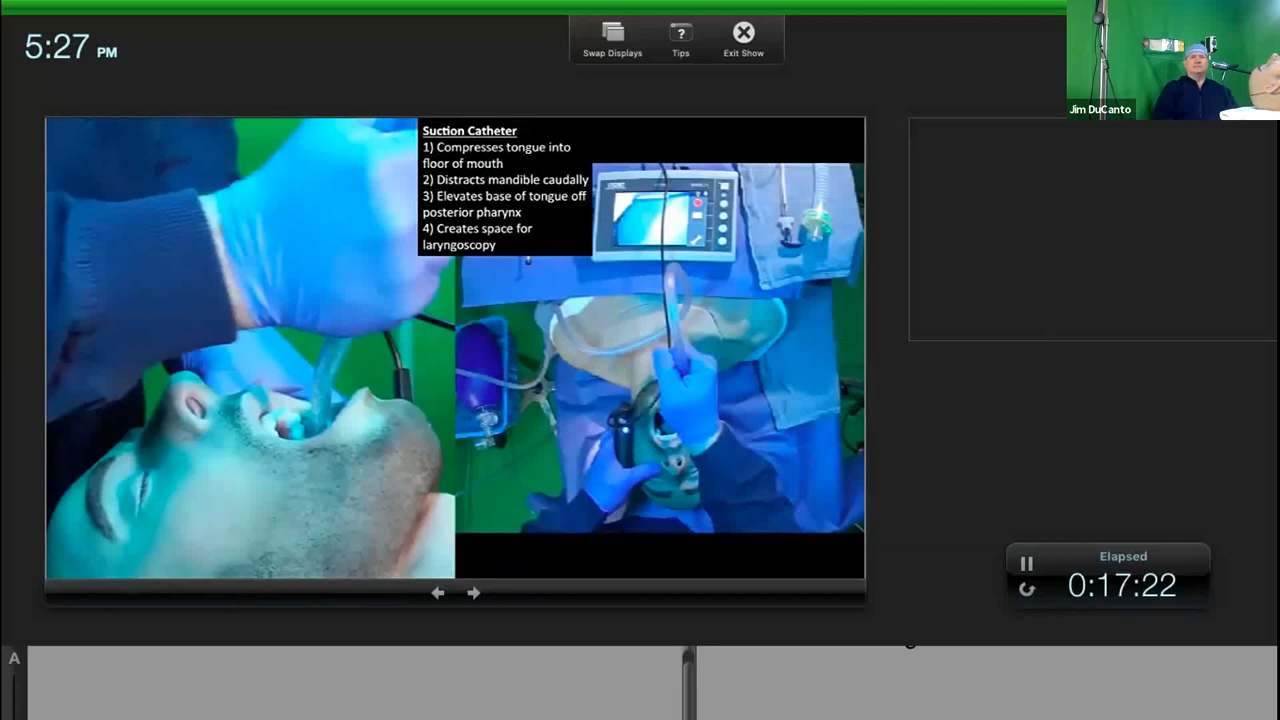 5:27 PM
Swap Displays
Tips
Exit Show
Jim DuCanto
Suction Catheter
1) Compresses tongue into
floor of mouth
2) Distracts mandible caudally
3) Elevates base of tongue off
posterior pharynx
4) Creates space for
laryngoscopy
Elapsed
0:17:22
A